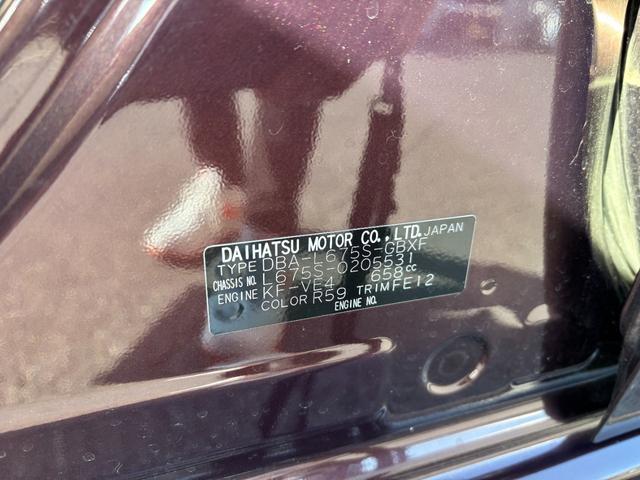 DAIHATSU MOTOR CO.,LTD. JAPAN
TYPE DBA-L675S-GBXF
CHASSIS NO. L675S-0205531
ENGINE KF-VE4 658cc
COLOR R59 TRIM FE12
ENGINE NO.